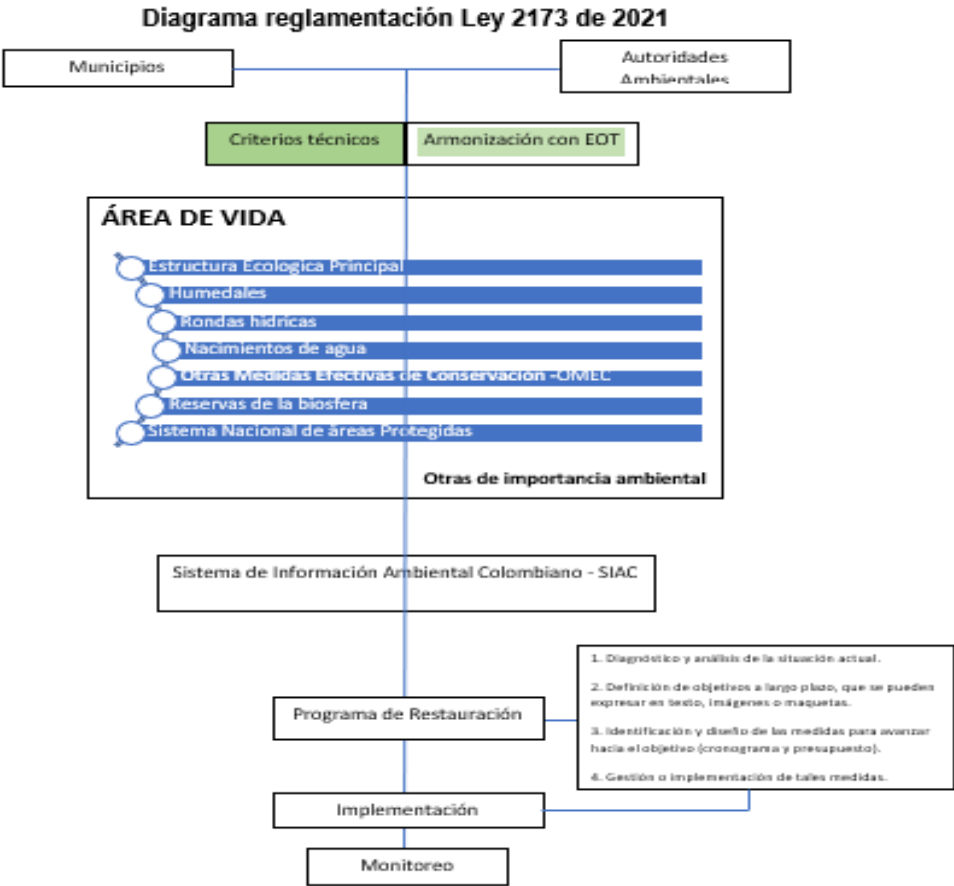 Diagrama reglamentación Ley 2173 de 2021
Municipios
Autoridades
Ambientales
Criterios técnicos
Armonización con EOT
ÁREA DE VIDA
Estructura Ecologica Principal
Humedales
Rondas hidricas
Nacimientos de agua
Otras Medidas Efectivas de Conservación -OMEC
Reservas de la biosfera
Sistema Nacional de áreas Protegidas
Otras de importancia ambiental
Sistema de Información Ambiental Colombiano - SIAC
Programa de Restauración
1. Diagnóstico y análisis de la situación actual.
2. Definición de objetivos a largo plazo, que se pueden
expresar en texto, imágenes o maquetas.
3. Identificación y diseño de las medidas para avanzar
hacia el objetivo (cronograma y presupuesto).
4. Gestión o implementación de tales medidas.
Implementación
Monitoreo